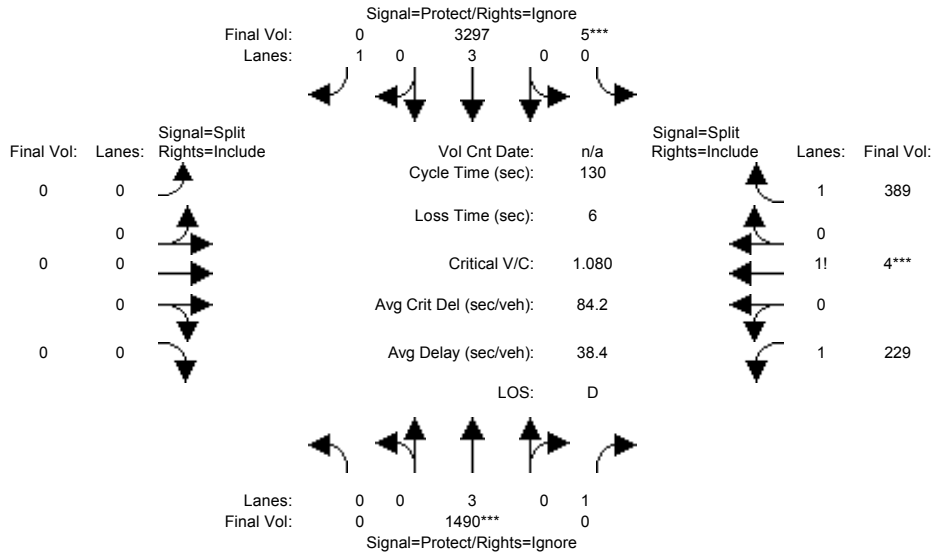 Signal=Protect/Rights=Ignore
Final Vol: 0 3297 5***
Lanes: 1 0 3 0 0
Signal=Split Signal=Split
Final Vol: Lanes: Rights=Include Vol Cnt Date: n/a Rights=Include Lanes: Final Vol:
Cycle Time (sec): 130
0 0 1 389
Loss Time (sec): 6
0 0
0 0 Critical V/C: 1.080 1! 4***
0 Avg Crit Del (sec/veh): 84.2 0
0 0 Avg Delay (sec/veh): 38.4 1 229
LOS: D
Lanes: 0 0 3 0 1
Final Vol: 0 1490*** 0
Signal=Protect/Rights=Ignore